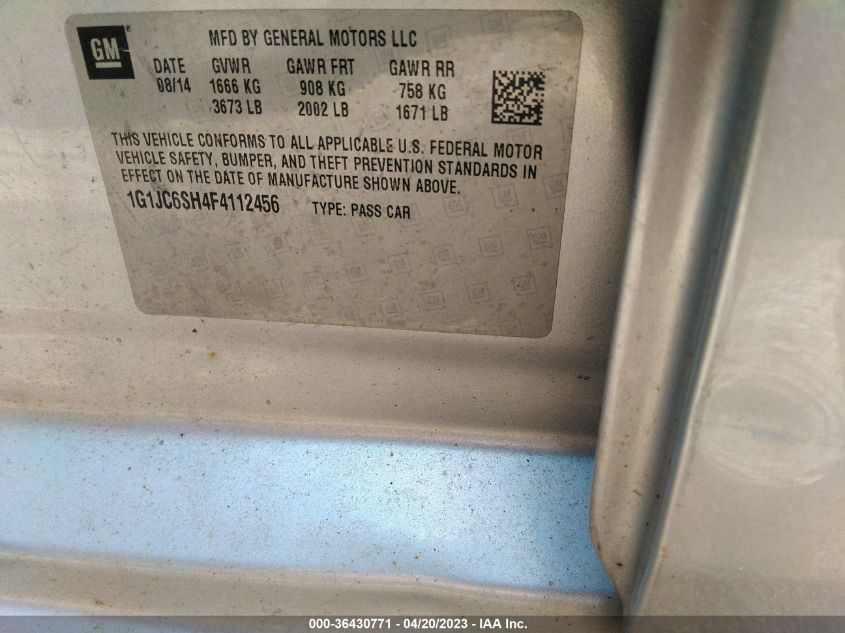 GM
MFD BY GENERAL MOTORS LLC
DATE GVWR GAWR FRT GAWR RR
08/14 1666 KG 908 KG 758 KG
3673 LB 2002 LB 1671 LB
THIS VEHICLE CONFORMS TO ALL APPLICABLE U.S. FEDERAL MOTOR
VEHICLE SAFETY, BUMPER, AND THEFT PREVENTION STANDARDS IN
EFFECT ON THE DATE OF MANUFACTURE SHOWN ABOVE.
1G1JC6SH4F4112456 TYPE: PASS CAR
000-36430771 - 04/20/2023 - IAA Inc.